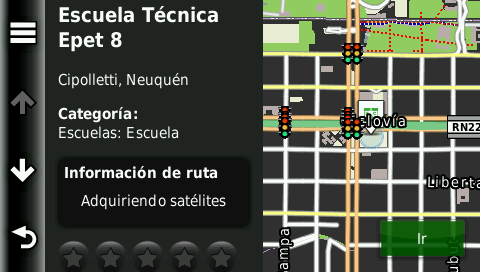 Escuela Técnica
Epet 8
Cipolletti, Neuquén
Categoría:
Escuelas: Escuela
Información de ruta
Adquiriendo satélites
lovía
RN22
Liberta
ampa
Ir